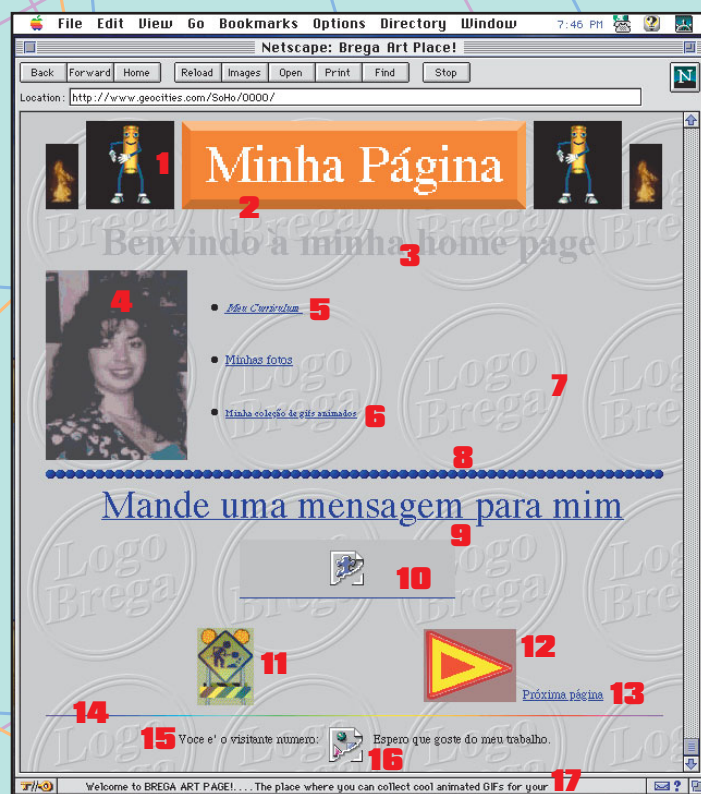 File Edit View Go Bookmarks Options Directory Window 7:46 PM
Netscape: Brega Art Place!
Back Forward Home Reload Images Open Print Find Stop
N
Location: http://www.geocities.com/SoHo/0000/
1
Minha Página
2
Benvindo à minha home page
3
4
Meu Curriculum 5
Minhas fotos
Logo Brega
7
Minha coleção de gifs animados 6
8
Mande uma mensagem para mim
9
Logo Brega
10
11
12
Próxima página 13
14
15 Voce e' o visitante numero: Espero que goste do meu trabalho.
16
Welcome to BREGA ART PAGE!....The place where you can collect cool animated GIFs for your 17